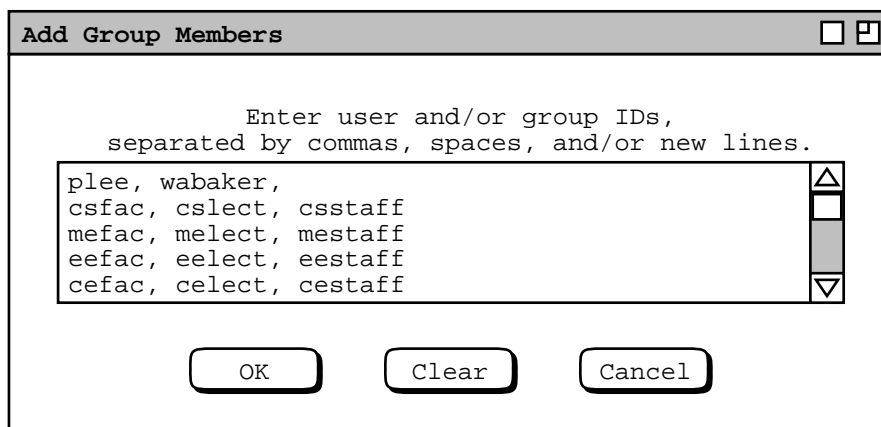 Add Group Members
Enter user and/or group IDs,
separated by commas, spaces, and/or new lines.
plee, wabaker,
csfac, cslect, csstaff
mefac, melect, mestaff
eefac, eelect, eestaff
cefac, celect, cestaff
OK Clear Cancel